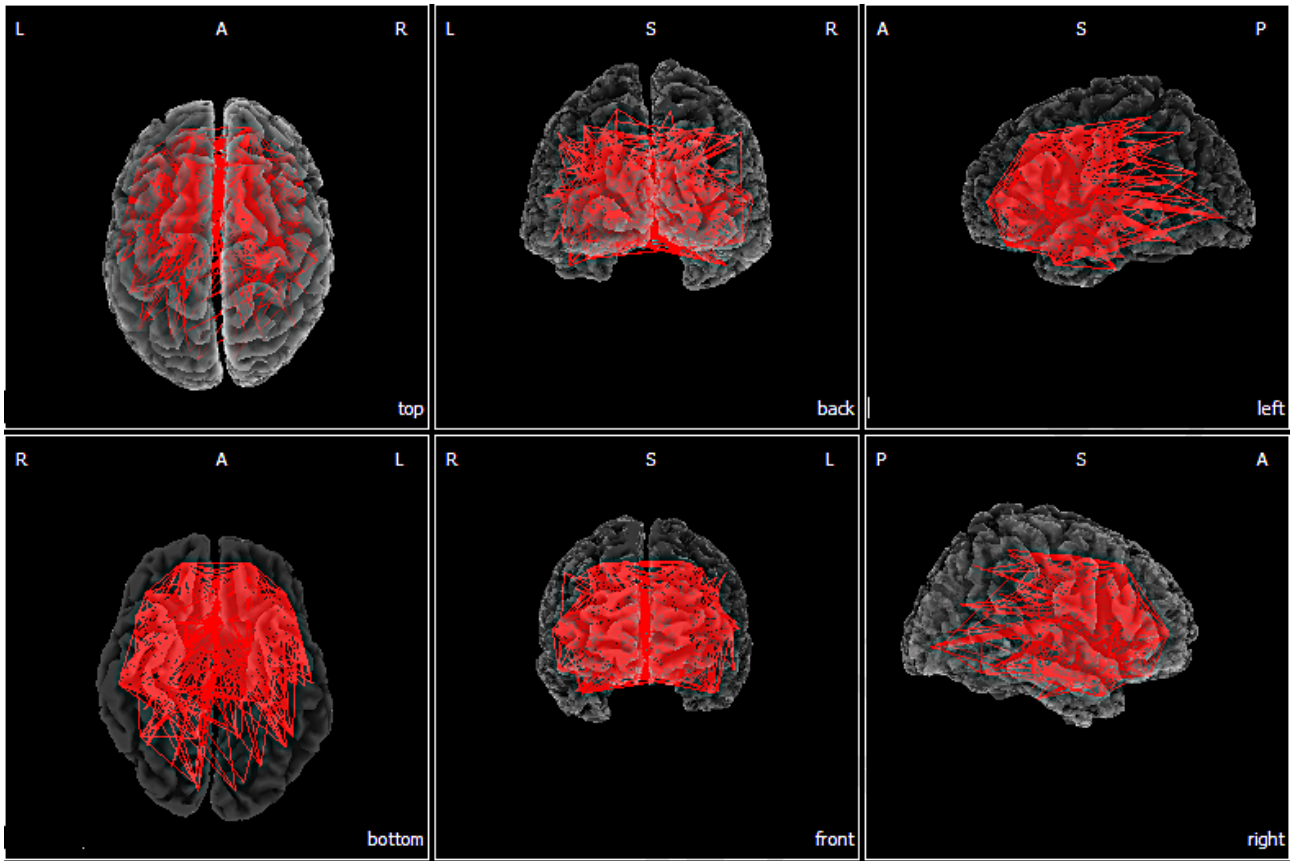 L A R
top
L S R
back
A S P
left
R A L
bottom
R S L
front
P S A
right